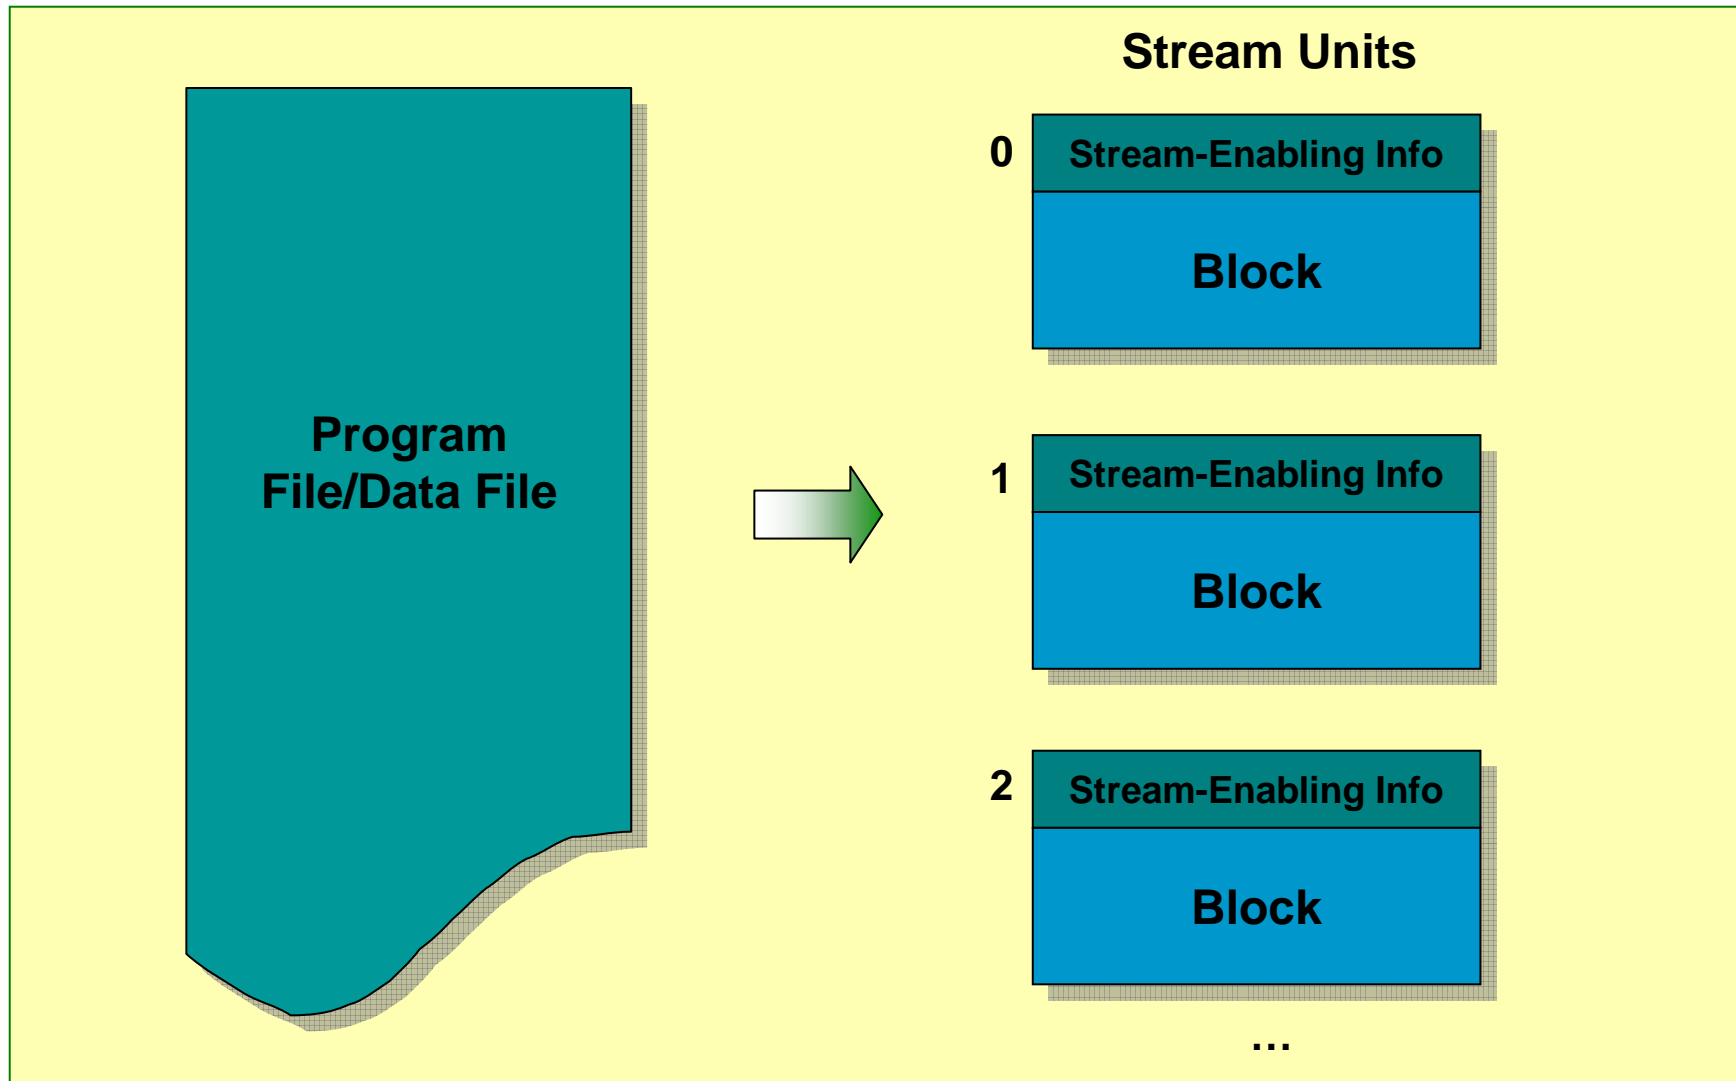 Program
File/Data File
Stream Units
0
Stream-Enabling Info
Block
1
Stream-Enabling Info
Block
2
Stream-Enabling Info
Block
...